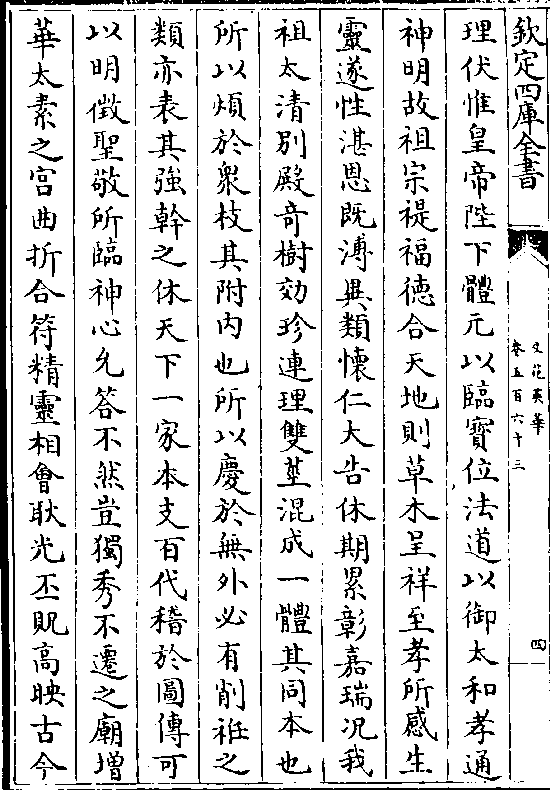 欽定四庫全書
文苑英華
卷五百六十三
四
理伏惟皇帝陛下體元以臨寶位法道以御太和孝通
神明故祖宗禔福德合天地則草木呈祥至孝所感生
靈遂性湛恩既溥異類懷仁大告休期累彰嘉瑞况我
祖太清別殿奇樹効珍連理雙莖混成一體其同本也
所以煩於衆枝其附内也所以慶於無外必有削袵之
類亦表其強幹之休天下一家本支百代稽於圖傳可
以明徵聖敬所臨神心允答不然豈獨秀不遷之廟增
華太素之宫曲折合符精靈相會耿光丕貺高映古今